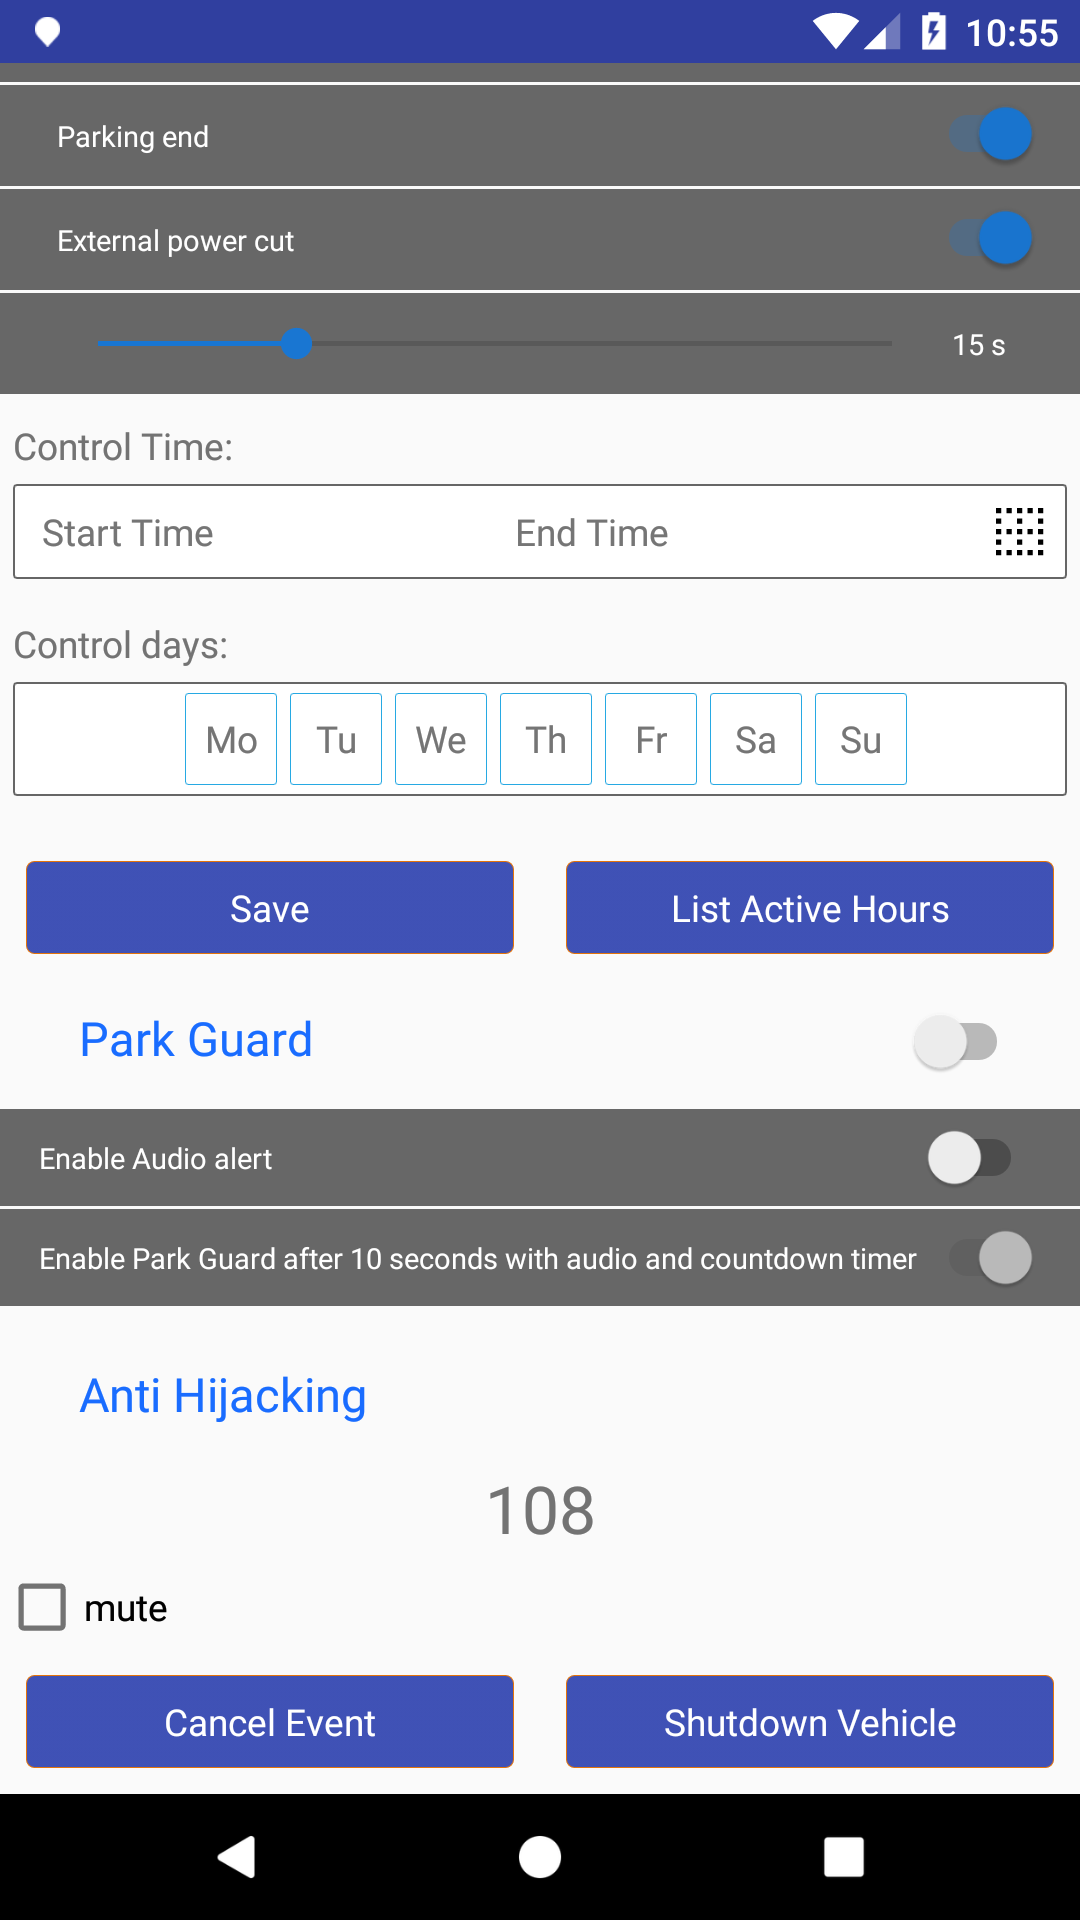 10:55
Parking end
External power cut
15 s
Control Time:
Start Time End Time
Control days:
Mo Tu We Th Fr Sa Su
Save List Active Hours
Park Guard
Enable Audio alert
Enable Park Guard after 10 seconds with audio and countdown timer
Anti Hijacking
108
mute
Cancel Event Shutdown Vehicle